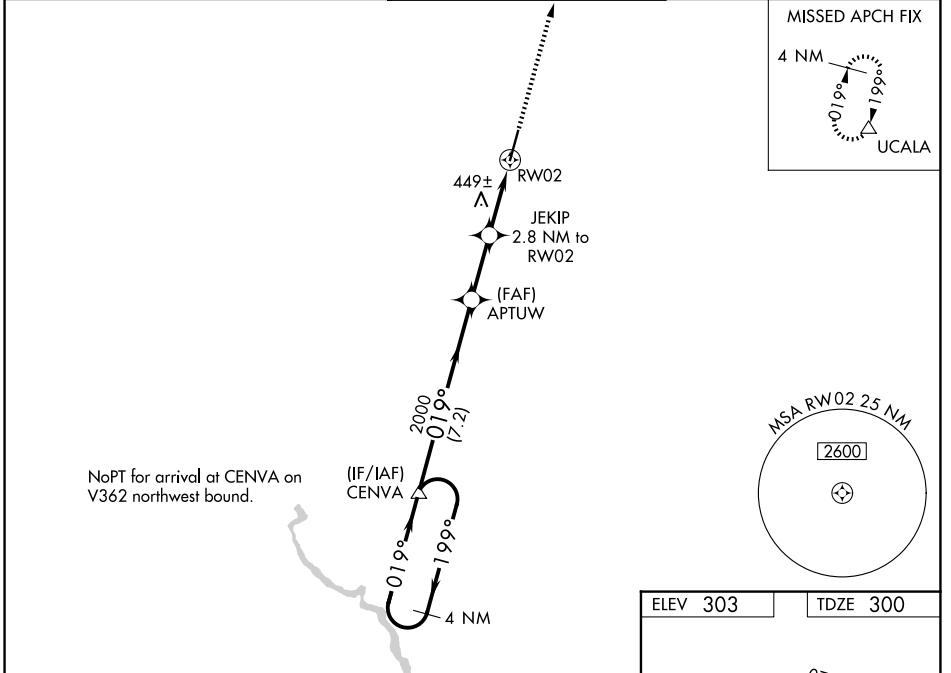 MISSED APCH FIX
4 NM
019°
199°
UCALA
RW02
449±
JEKIP
2.8 NM to
RW02
(FAF)
APTUW
2000
019°
(7.2)
MSA RW02 25 NM
2600
NoPT for arrival at CENVA on
V362 northwest bound.
(IF/IAF)
CENVA
019°
199°
4 NM
ELEV 303
TDZE 300